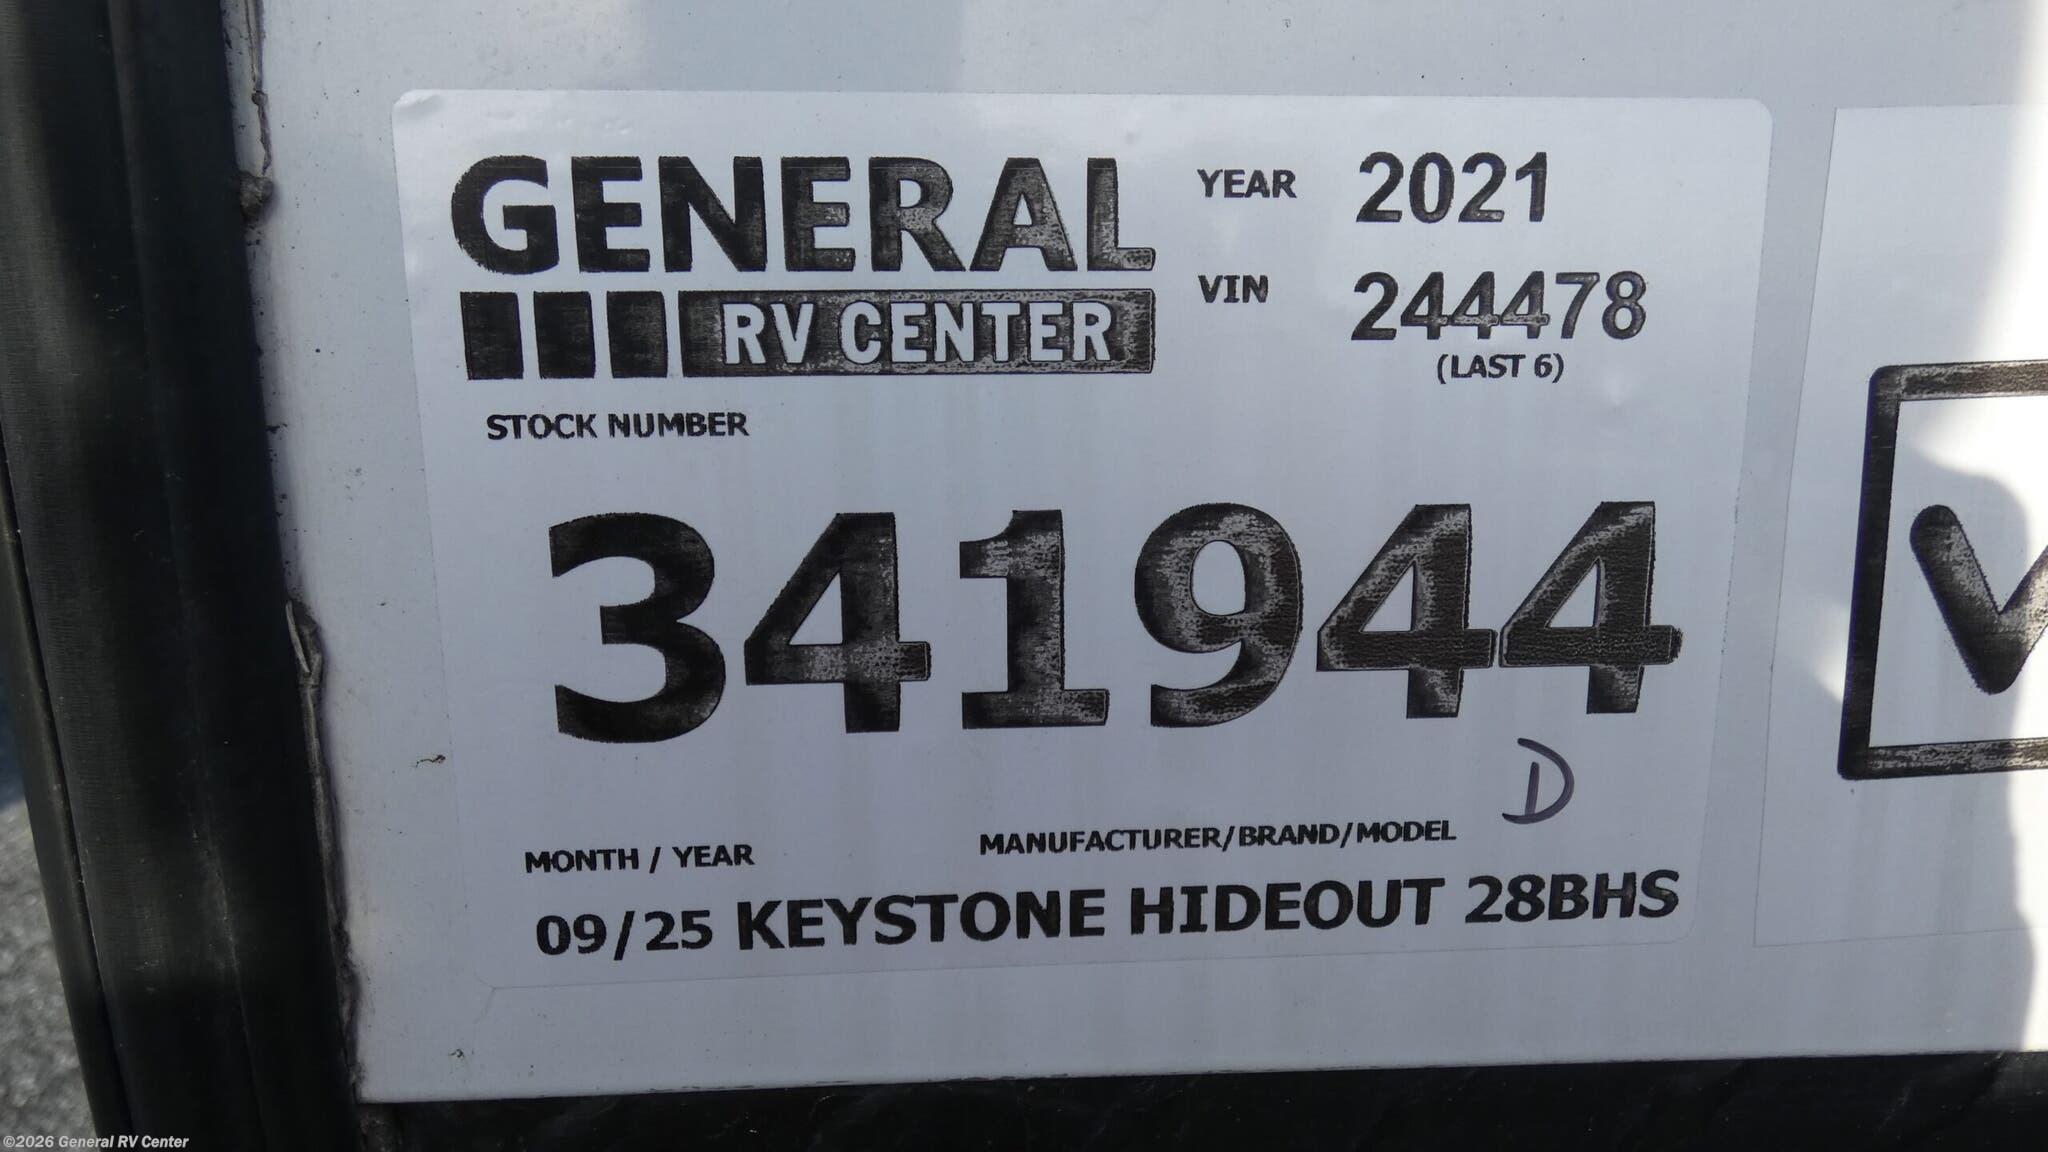 GENERAL
RV CENTER
YEAR 2021
VIN 244478
(LAST 6)
STOCK NUMBER
341944
D
MONTH / YEAR
MANUFACTURER/BRAND/MODEL
09/25 KEYSTONE HIDEOUT 28BHS
©2026 General RV Center